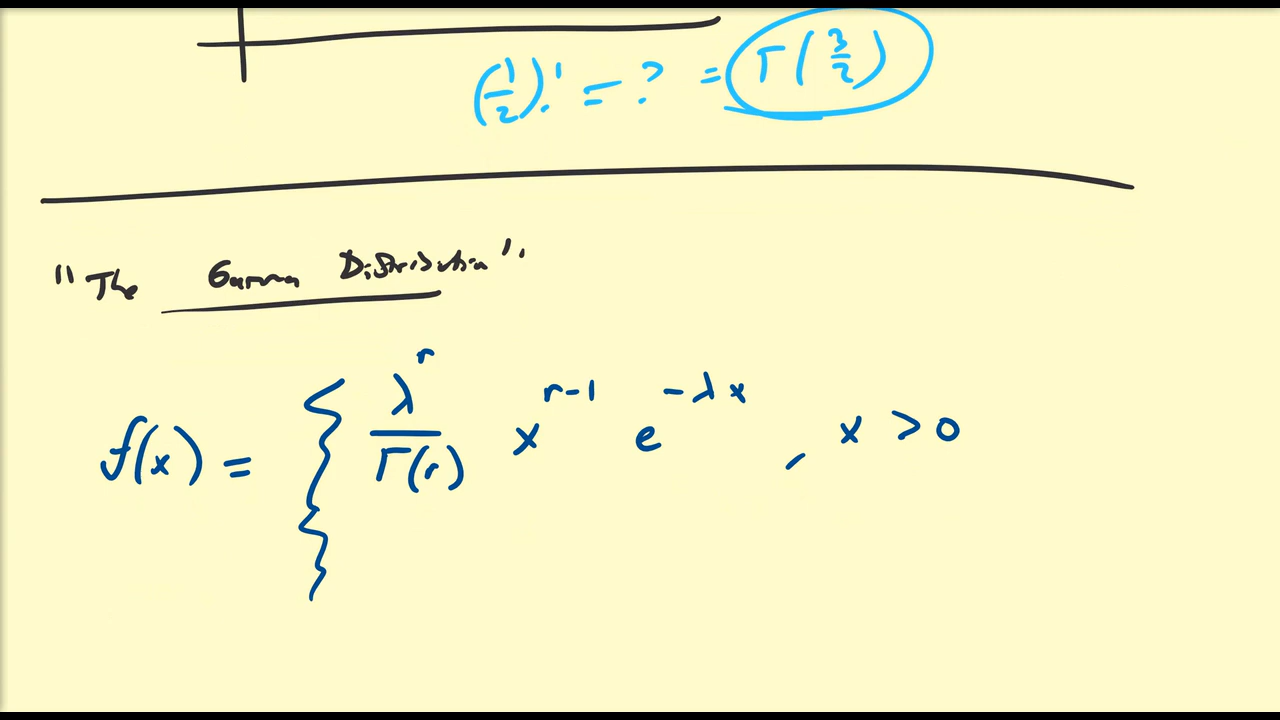 (1/2)! = ? = Γ(3/2)
"The Gamma Distribution".
f(x) = { λ^r / Γ(r) x^{r-1} e^{-λx} , x > 0